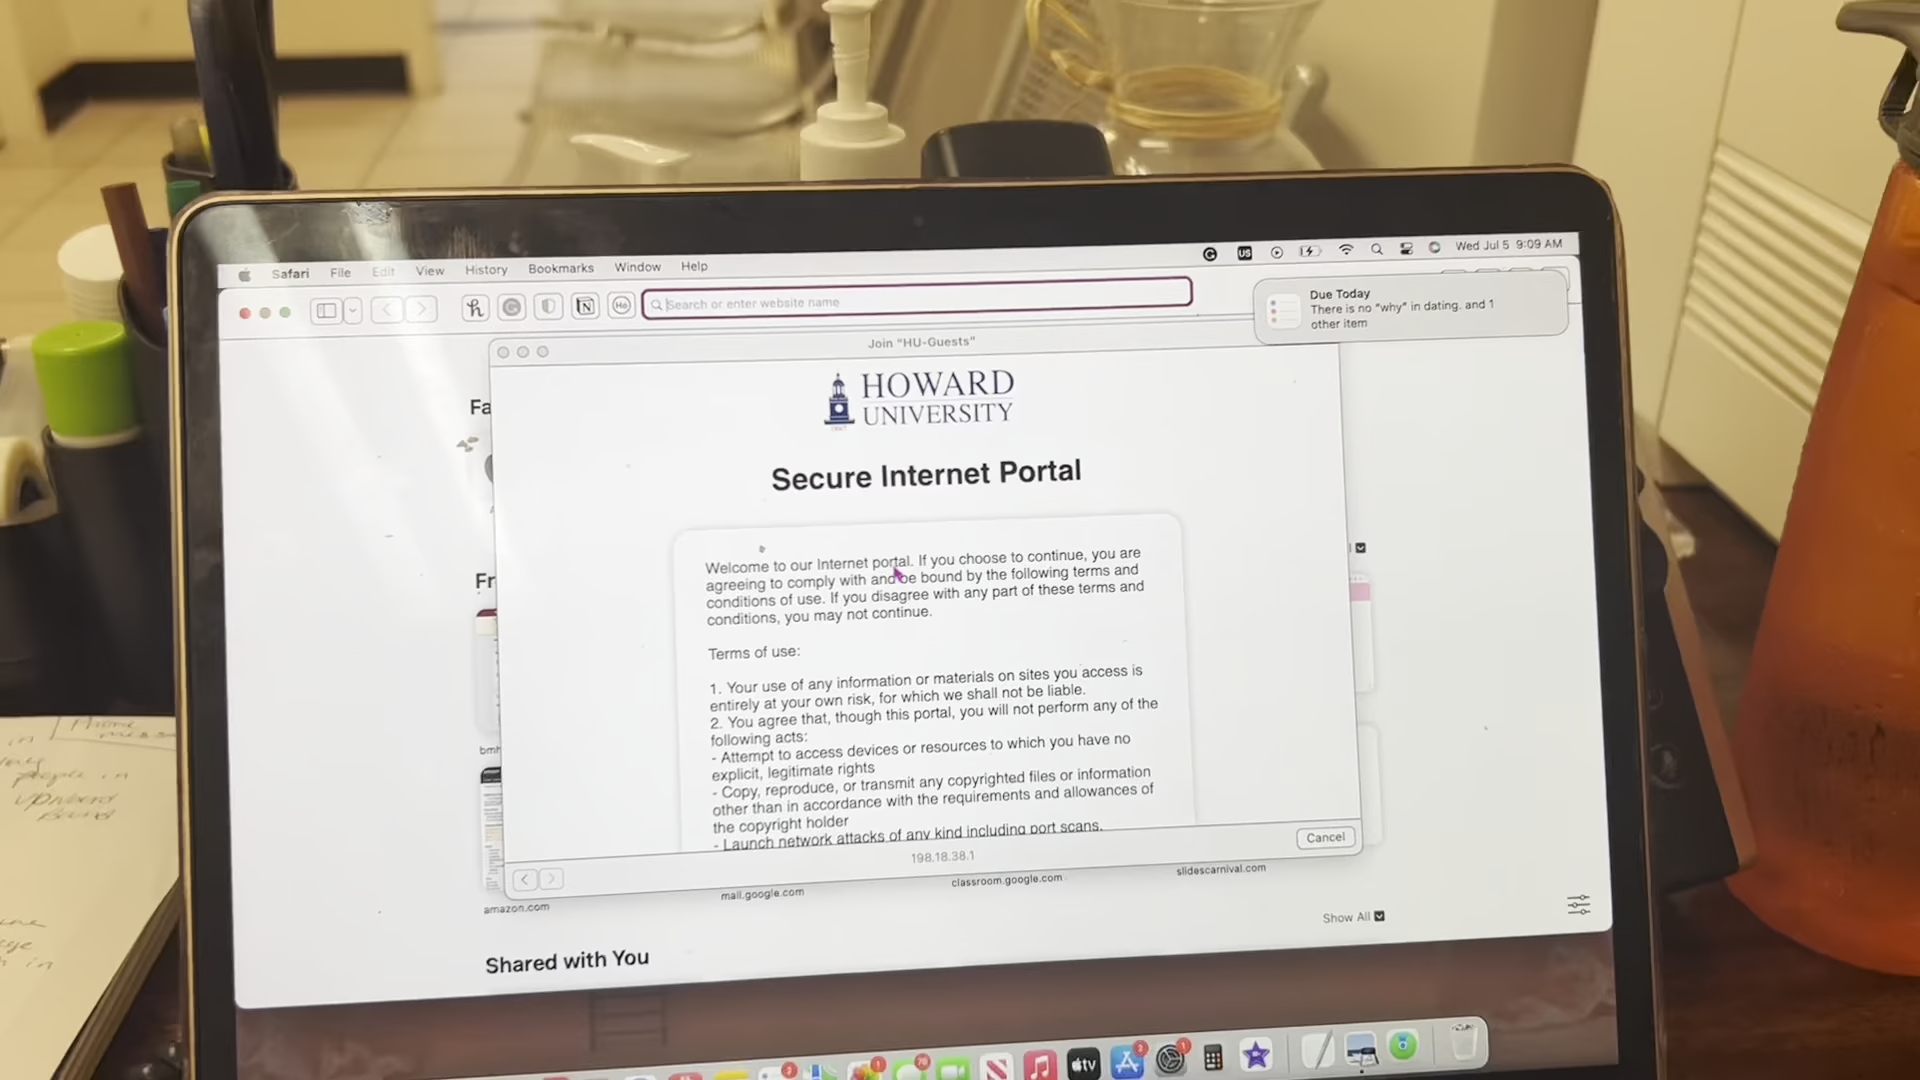 Safari File Edit View History Bookmarks Window Help
US
Wed Jul 5 9:09 AM
Search or enter website name
Due Today
There is no "why" in dating. and 1
other item
Join "HU-Guests"
HOWARD
UNIVERSITY
1867
Secure Internet Portal
Fa
Welcome to our Internet portal. If you choose to continue, you are
agreeing to comply with and be bound by the following terms and
conditions of use. If you disagree with any part of these terms and
conditions, you may not continue.
Fr
Terms of use:
1. Your use of any information or materials on sites you access is
entirely at your own risk, for which we shall not be liable.
2. You agree that, though this portal, you will not perform any of the
following acts:
- Attempt to access devices or resources to which you have no
explicit, legitimate rights
- Copy, reproduce, or transmit any copyrighted files or information
other than in accordance with the requirements and allowances of
the copyright holder
- Launch network attacks of any kind including port scans,
bmh
Cancel
198.18.38.1
amazon.com
mail.google.com
classroom.google.com
slidescarnival.com
Show All
Shared with You
tv
people in
in